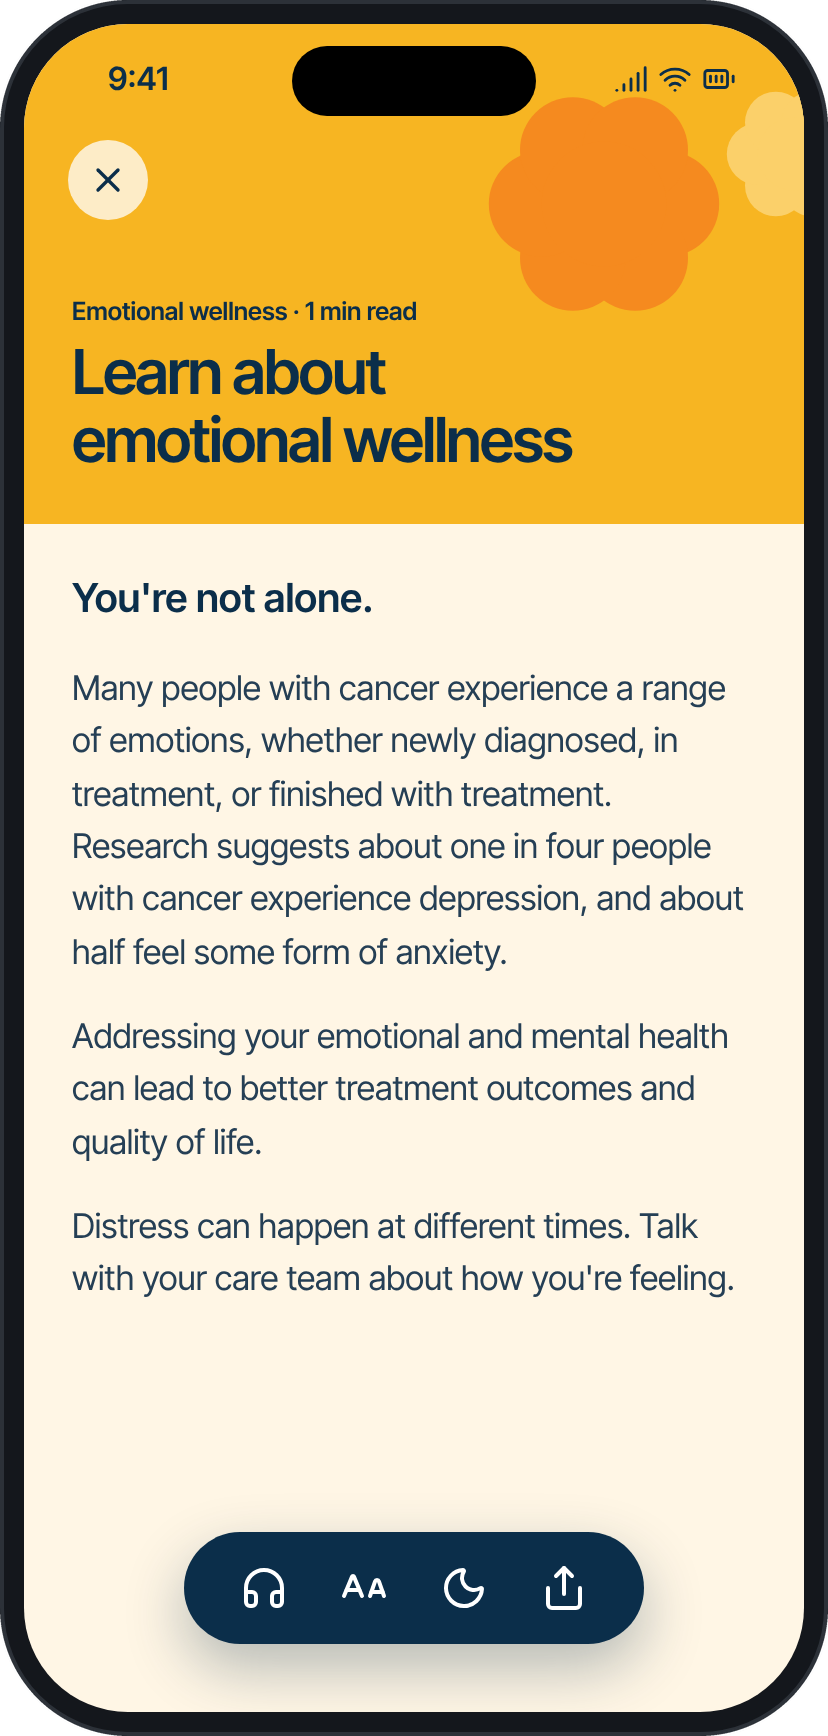 9:41
Emotional wellness · 1 min read
Learn about
emotional wellness
You're not alone.
Many people with cancer experience a range
of emotions, whether newly diagnosed, in
treatment, or finished with treatment.
Research suggests about one in four people
with cancer experience depression, and about
half feel some form of anxiety.
Addressing your emotional and mental health
can lead to better treatment outcomes and
quality of life.
Distress can happen at different times. Talk
with your care team about how you're feeling.
AA